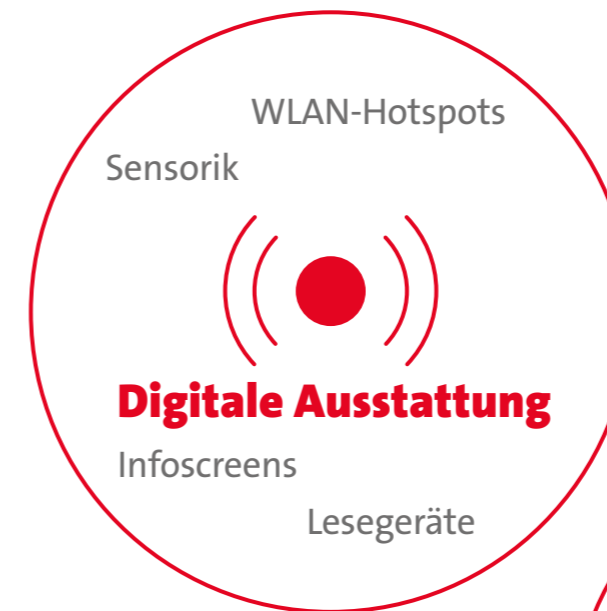 WLAN-Hotspots
Sensorik
Digitale Ausstattung
Infoscreens
Lesegeräte